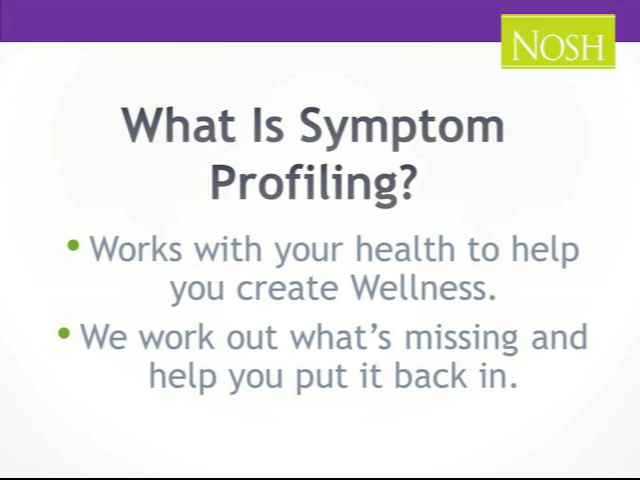 NOSH
What Is Symptom
Profiling?
• Works with your health to help
you create Wellness.
• We work out what's missing and
help you put it back in.